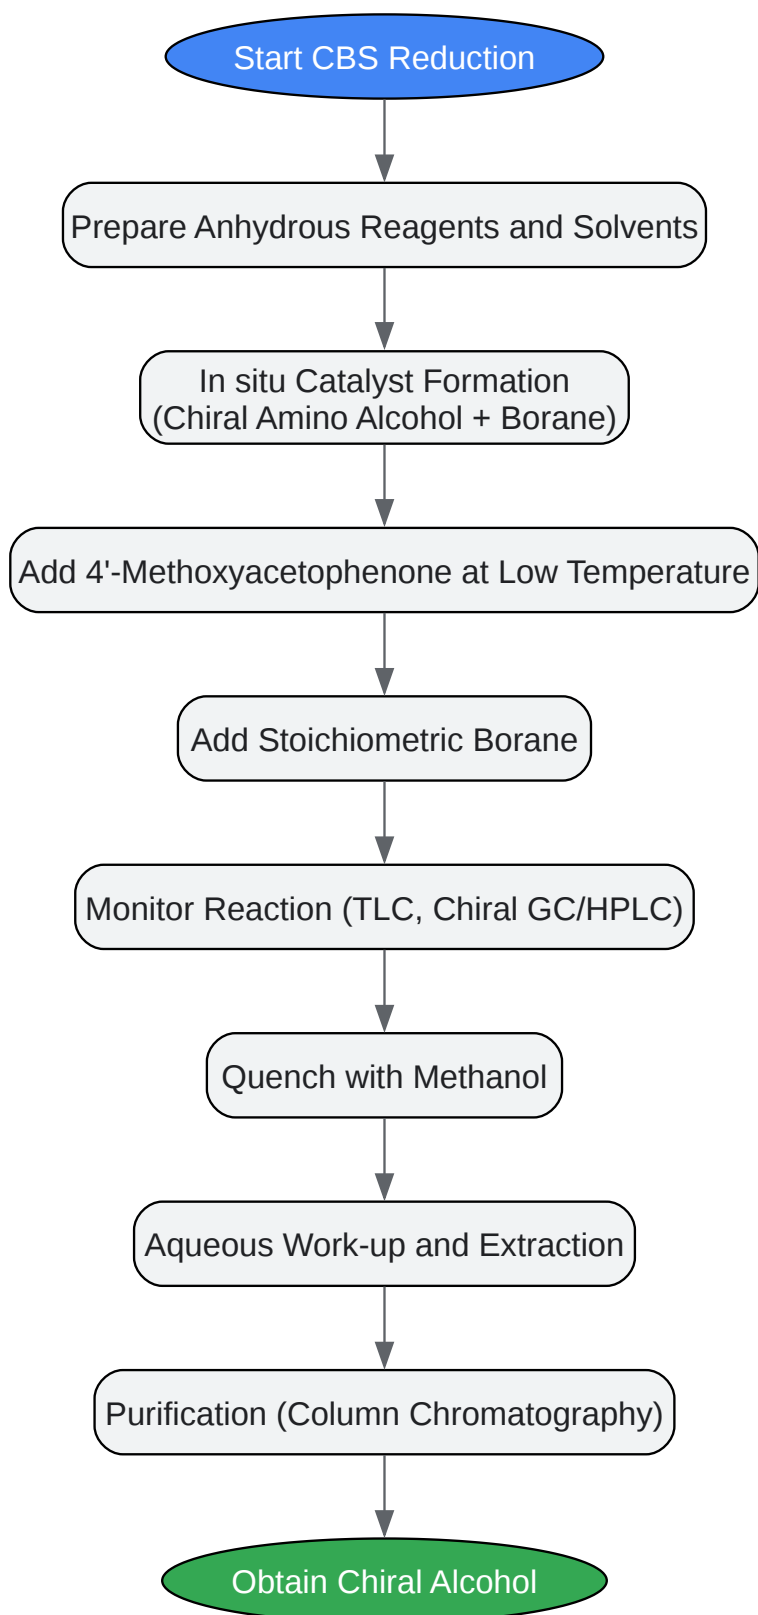 Start CBS Reduction
Prepare Anhydrous Reagents and Solvents
In situ Catalyst Formation
(Chiral Amino Alcohol + Borane)
Add 4'-Methoxyacetophenone at Low Temperature
Add Stoichiometric Borane
Monitor Reaction (TLC, Chiral GC/HPLC)
Quench with Methanol
Aqueous Work-up and Extraction
Purification (Column Chromatography)
Obtain Chiral Alcohol